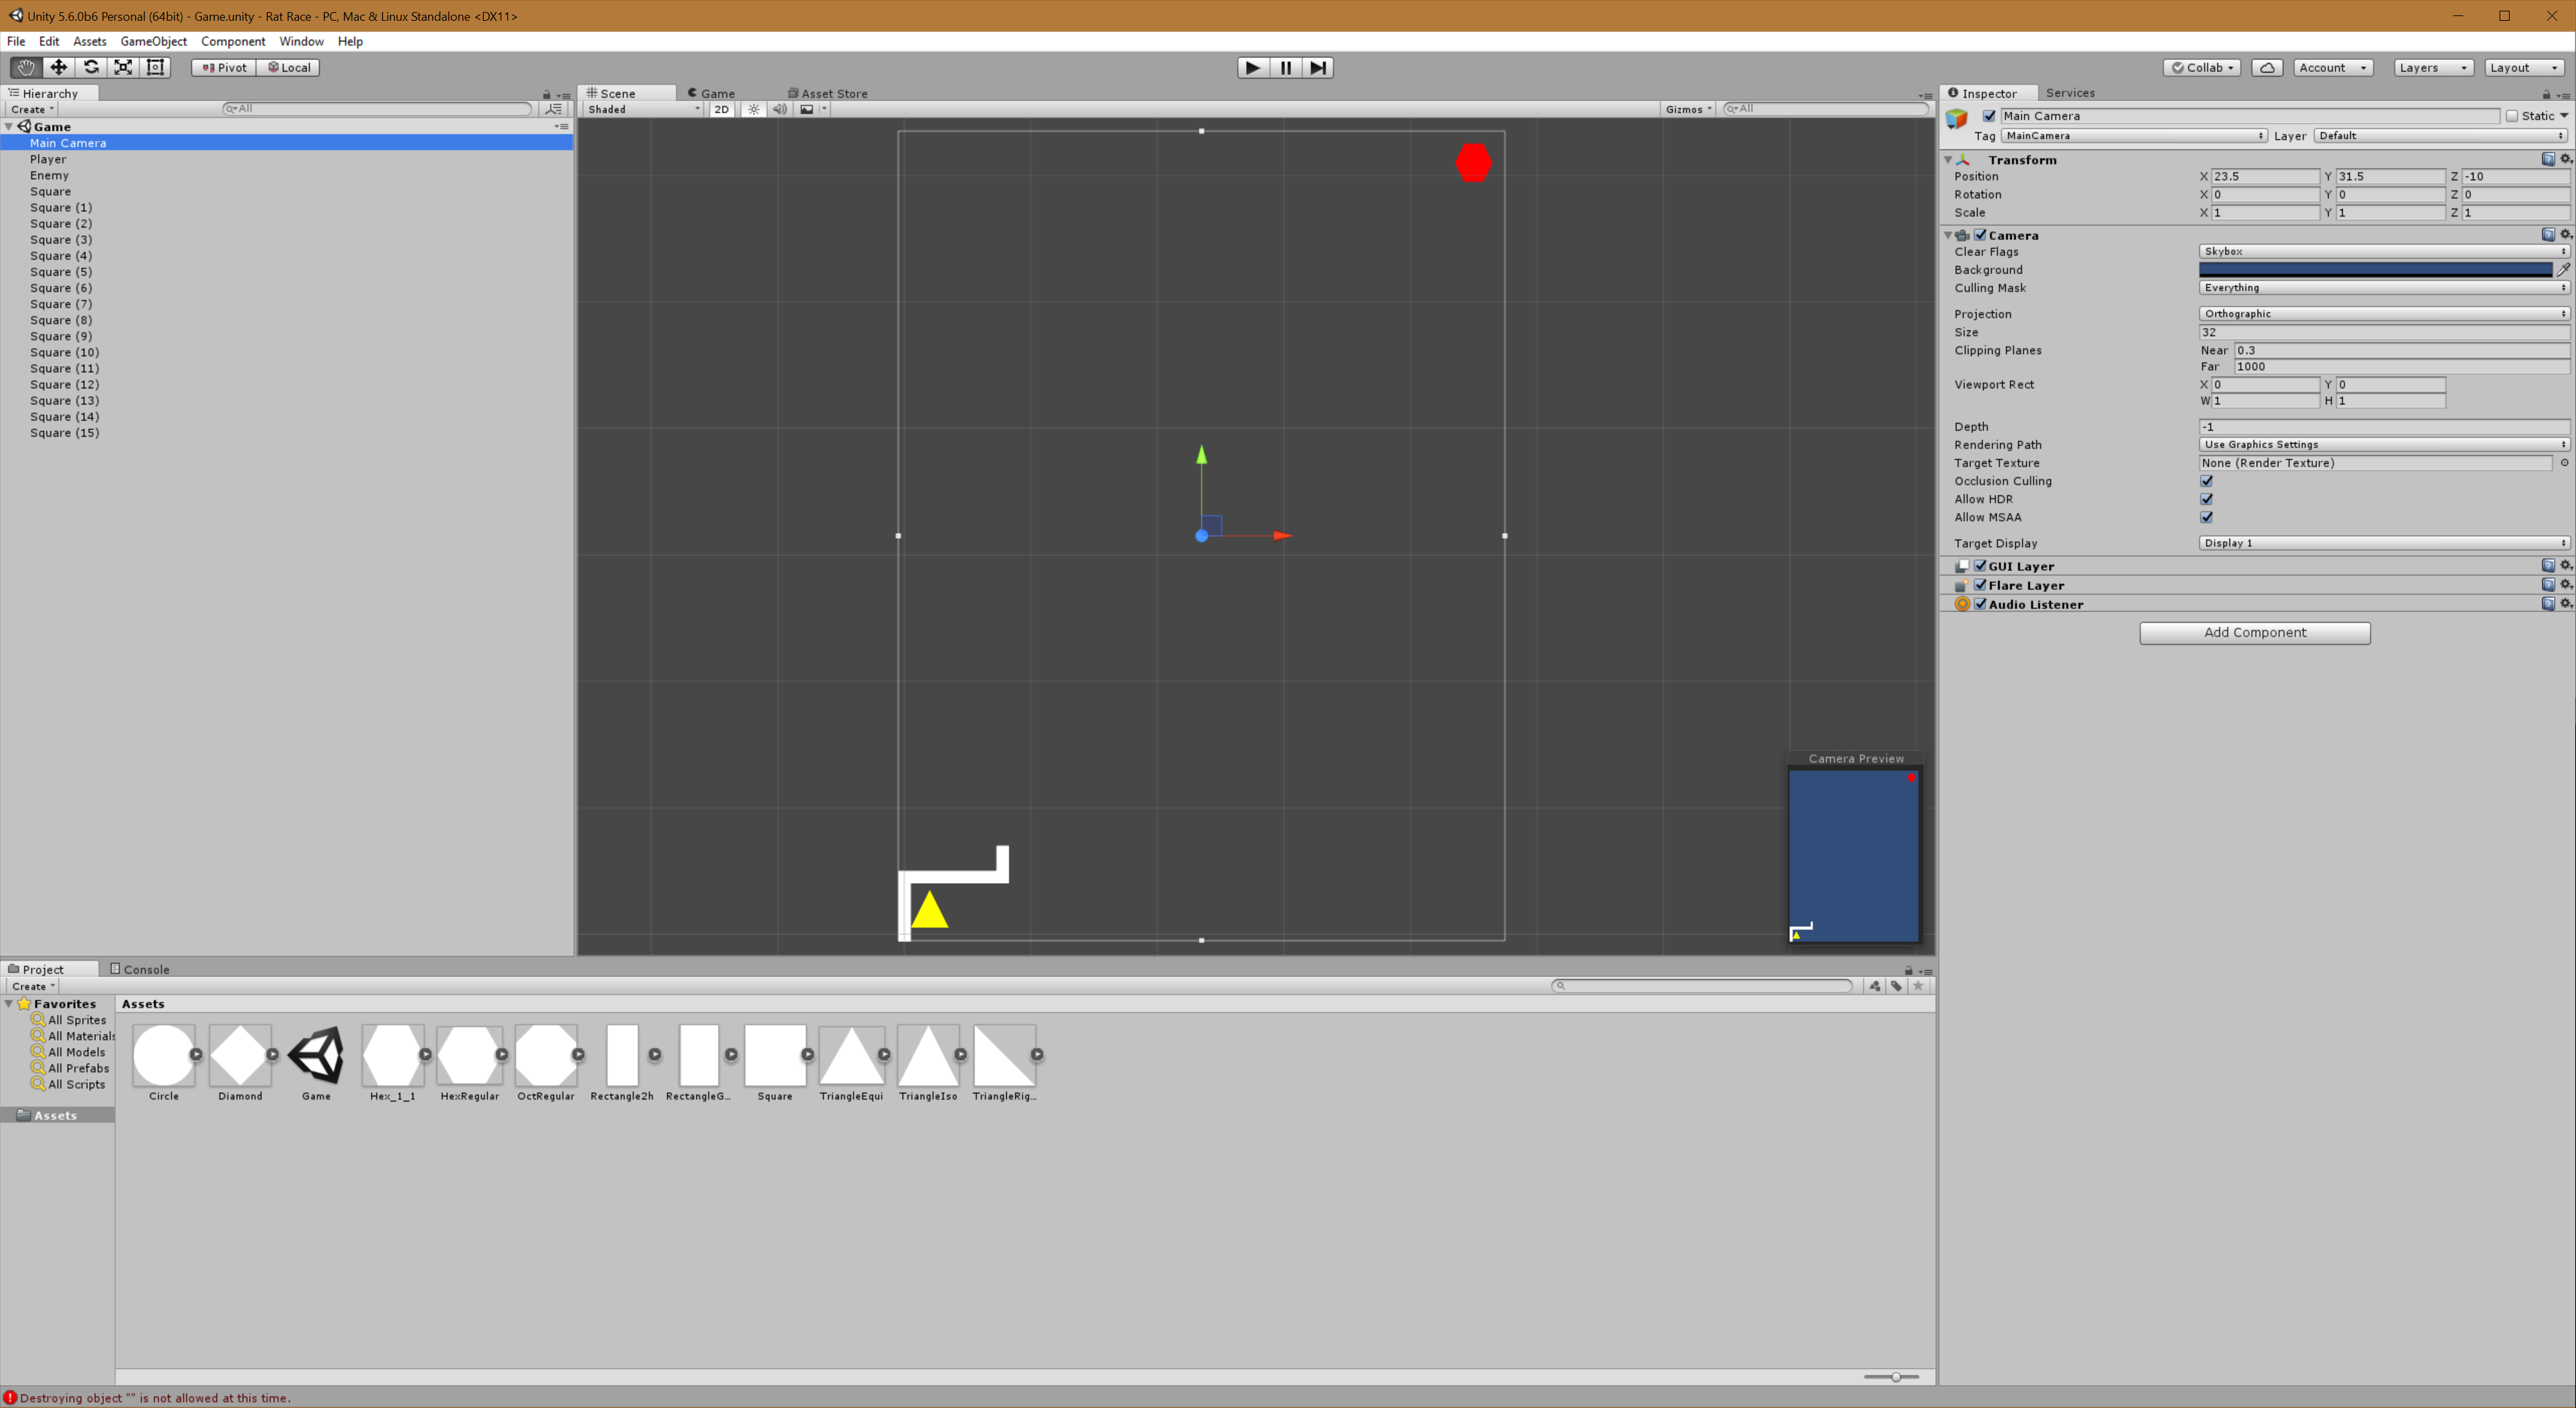 Unity 5.6.0b6 Personal (64bit) - Game.unity - Rat Race - PC, Mac & Linux Standalone <DX11>
File Edit Assets GameObject Component Window Help
Pivot Local Collab Account Layers Layout
Hierarchy
Create All
Game
Main Camera
Player
Enemy
Square
Square (1)
Square (2)
Square (3)
Square (4)
Square (5)
Square (6)
Square (7)
Square (8)
Square (9)
Square (10)
Square (11)
Square (12)
Square (13)
Square (14)
Square (15)
Scene Game Asset Store
Shaded 2D Gizmos All
Camera Preview
Inspector Services
Main Camera Static
Tag MainCamera Layer Default
Transform
Position X 23.5 Y 31.5 Z -10
Rotation X 0 Y 0 Z 0
Scale X 1 Y 1 Z 1
Camera
Clear Flags Skybox
Background
Culling Mask Everything
Projection Orthographic
Size 32
Clipping Planes Near 0.3
Far 1000
Viewport Rect X 0 Y 0
W 1 H 1
Depth -1
Rendering Path Use Graphics Settings
Target Texture None (Render Texture)
Occlusion Culling
Allow HDR
Allow MSAA
Target Display Display 1
GUI Layer
Flare Layer
Audio Listener
Add Component
Project Console
Create
Favorites
All Sprites
All Materials
All Models
All Prefabs
All Scripts
Assets
Assets
Circle Diamond Game Hex_1_1 HexRegular OctRegular Rectangle2h RectangleG... Square TriangleEqui TriangleIso TriangleRig...
Destroying object "" is not allowed at this time.